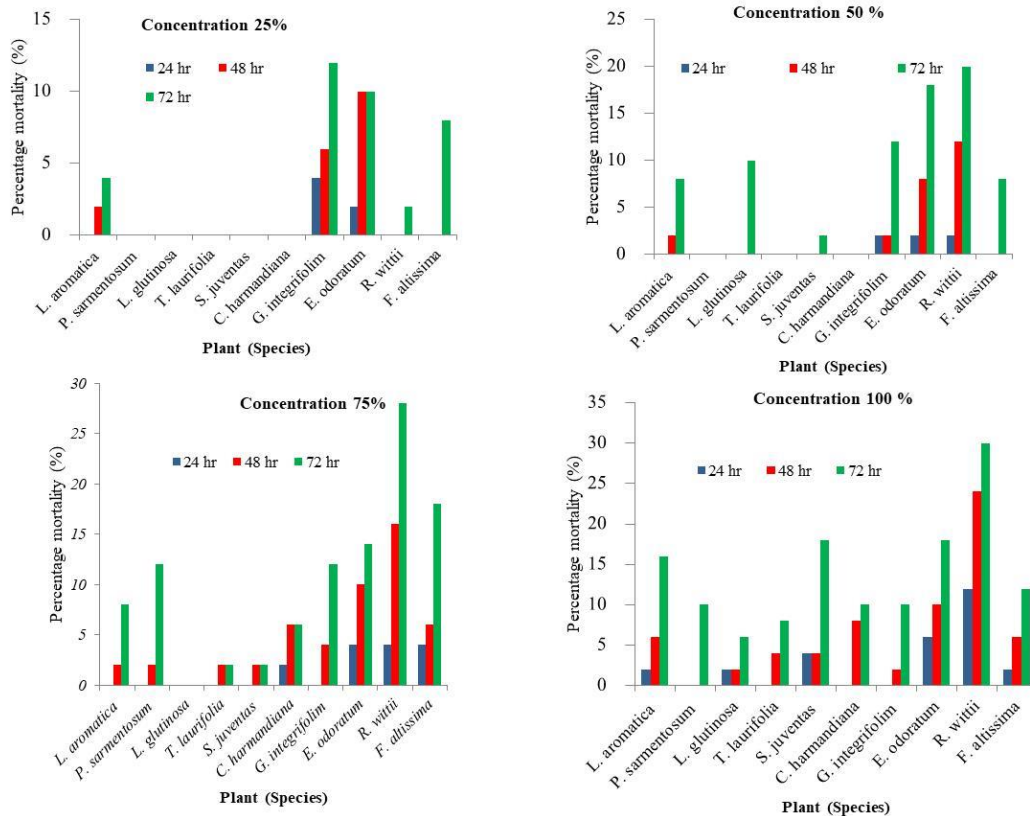 Concentration 25%
Percentage mortality (%)
24 hr
48 hr
72 hr
15
10
5
0
L. aromatica
P. sarmentosum
L. glutinosa
T. laurifolia
S. juventas
C. harmandiana
G. integrifolim
E. odoratum
R. wittii
F. altissima
Plant (Species)
Concentration 50 %
Percentage mortality (%)
24 hr
48 hr
72 hr
25
20
15
10
5
0
L. aromatica
P. sarmentosum
L. glutinosa
T. laurifolia
S. juventas
C. harmandiana
G. integrifolim
E. odoratum
R. wittii
F. altissima
Plant (Species)
Concentration 75%
Percentage mortality (%)
24 hr
48 hr
72 hr
30
25
20
15
10
5
0
L. aromatica
P. sarmentosum
L. glutinosa
T. laurifolia
S. juventas
C. harmandiana
G. integrifolim
E. odoratum
R. wittii
F. altissima
Plant (Species)
Concentration 100 %
Percentage mortality (%)
24 hr
48 hr
72 hr
35
30
25
20
15
10
5
0
L. aromatica
P. sarmentosum
L. glutinosa
T. laurifolia
S. juventas
C. harmandiana
G. integrifolim
E. odoratum
R. wittii
F. altissima
Plant (Species)